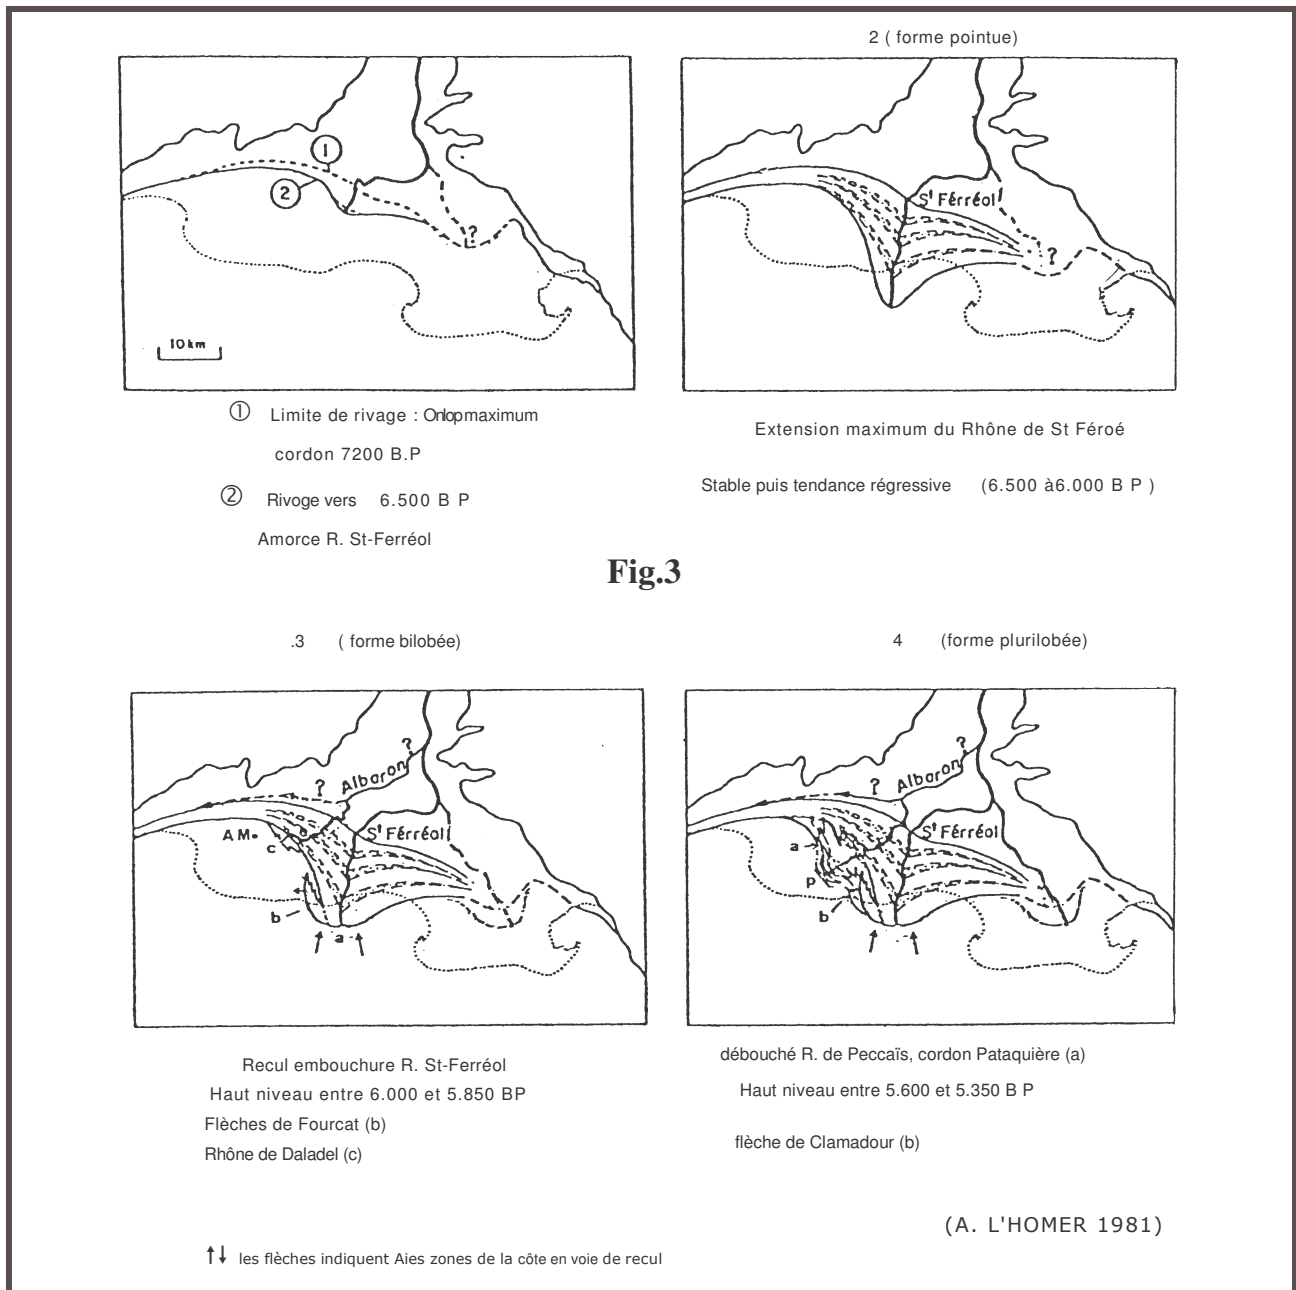 2 ( forme pointue)
1
2
?
10 km
St Férréol
?
① Limite de rivage : Onlopmaximum
cordon 7200 B.P
② Rivoge vers 6.500 B P
Amorce R. St-Ferréol
Extension maximum du Rhône de St Féroé
Stable puis tendance régressive (6.500 à6.000 B P )
Fig.3
.3 ( forme bilobée)
4 (forme plurilobée)
?
?
Albaron
A M
c
St Férréol
b
a
?
?
Albaron
a
St Férréol
P
b
Recul embouchure R. St-Ferréol
Haut niveau entre 6.000 et 5.850 BP
Flèches de Fourcat (b)
Rhône de Daladel (c)
débouché R. de Peccaïs, cordon Pataquière (a)
Haut niveau entre 5.600 et 5.350 B P
flèche de Clamadour (b)
(A. L'HOMER 1981)
↑↓ les flèches indiquent Aies zones de la côte en voie de recul